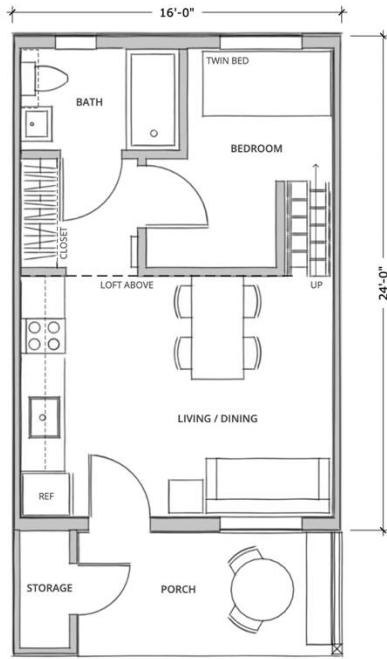 16'-0"
TWIN BED
BATH
BEDROOM
CLOSET
LOFT ABOVE
UP
24'-0"
LIVING / DINING
REF
STORAGE
PORCH